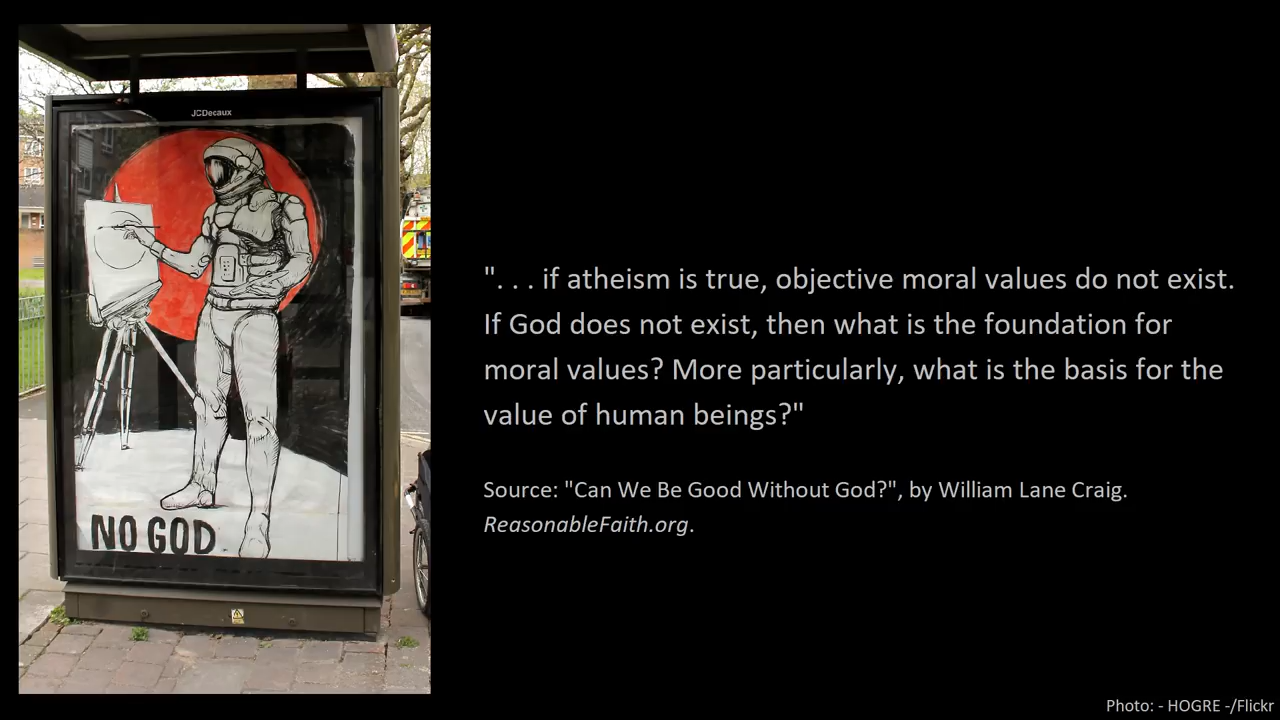 JCDecaux
NO GOD
". . . if atheism is true, objective moral values do not exist.
If God does not exist, then what is the foundation for
moral values? More particularly, what is the basis for the
value of human beings?"
Source: "Can We Be Good Without God?", by William Lane Craig.
ReasonableFaith.org.
Photo: - HOGRE -/Flickr